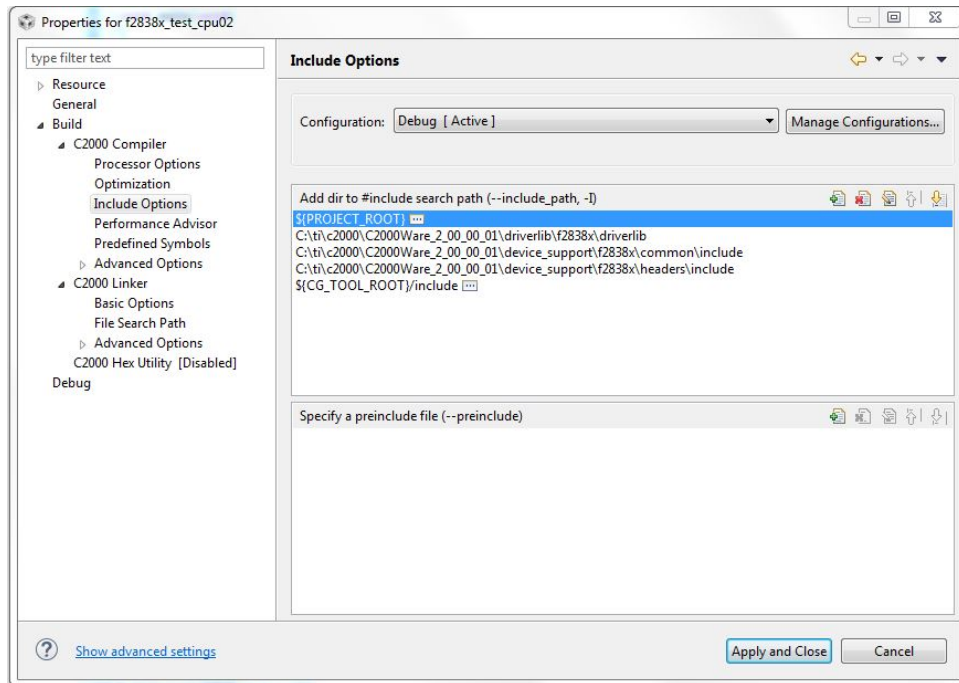 Properties for f2838x_test_cpu02
type filter text
Resource
General
Build
C2000 Compiler
Processor Options
Optimization
Include Options
Performance Advisor
Predefined Symbols
Advanced Options
C2000 Linker
Basic Options
File Search Path
Advanced Options
C2000 Hex Utility [Disabled]
Debug
Include Options
Configuration: Debug [ Active ] Manage Configurations...
Add dir to #include search path (--include_path, -I)
${PROJECT_ROOT}
C:\ti\c2000\C2000Ware_2_00_00_01\driverlib\f2838x\driverlib
C:\ti\c2000\C2000Ware_2_00_00_01\device_support\f2838x\common\include
C:\ti\c2000\C2000Ware_2_00_00_01\device_support\f2838x\headers\include
${CG_TOOL_ROOT}/include
Specify a preinclude file (--preinclude)
Show advanced settings
Apply and Close Cancel